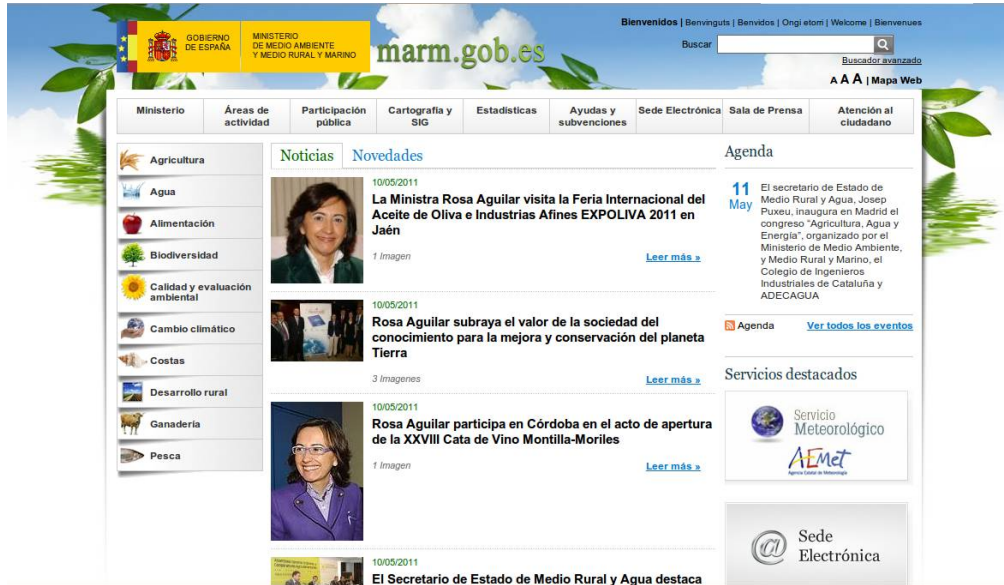 GOBIERNO
DE ESPAÑA
MINISTERIO
DE MEDIO AMBIENTE
Y MEDIO RURAL Y MARINO
marm.gob.es
Bienvenidos | Benvinguts | Benvidos | Ongi etorri | Welcome | Bienvenues
Buscar
Buscador avanzado
A A A | Mapa Web
Ministerio
Áreas de
actividad
Participación
pública
Cartografía y
SIG
Estadísticas
Ayudas y
subvenciones
Sede Electrónica
Sala de Prensa
Atención al
ciudadano
Agricultura
Agua
Alimentación
Biodiversidad
Calidad y evaluación
ambiental
Cambio climático
Costas
Desarrollo rural
Ganadería
Pesca
Noticias
Novedades
10/05/2011
La Ministra Rosa Aguilar visita la Feria Internacional del
Aceite de Oliva e Industrias Afines EXPOLIVA 2011 en
Jaén
1 Imagen
Leer más »
10/05/2011
Rosa Aguilar subraya el valor de la sociedad del
conocimiento para la mejora y conservación del planeta
Tierra
3 Imagenes
Leer más »
10/05/2011
Rosa Aguilar participa en Córdoba en el acto de apertura
de la XXVIII Cata de Vino Montilla-Moriles
1 Imagen
Leer más »
10/05/2011
El Secretario de Estado de Medio Rural y Agua destaca
Agenda
11
May
El secretario de Estado de
Medio Rural y Agua, Josep
Puxeu, inaugura en Madrid el
congreso "Agricultura, Agua y
Energía", organizado por el
Ministerio de Medio Ambiente,
y Medio Rural y Marino, el
Colegio de Ingenieros
Industriales de Cataluña y
ADECAGUA
Agenda
Ver todos los eventos
Servicios destacados
Servicio
Meteorológico
AEMet
Agencia Estatal de Meteorología
@
Sede
Electrónica